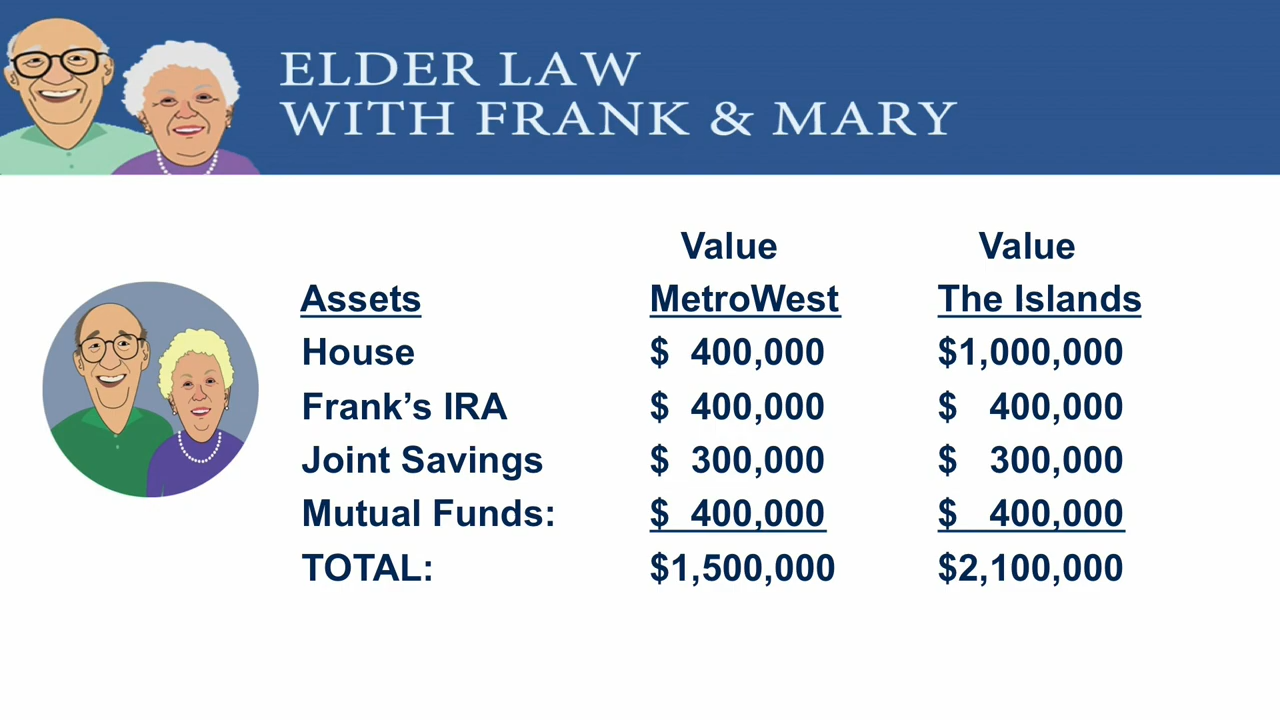 ELDER LAW
WITH FRANK & MARY
Value Value
Assets MetroWest The Islands
House $ 400,000 $1,000,000
Frank’s IRA $ 400,000 $ 400,000
Joint Savings $ 300,000 $ 300,000
Mutual Funds: $ 400,000 $ 400,000
TOTAL: $1,500,000 $2,100,000